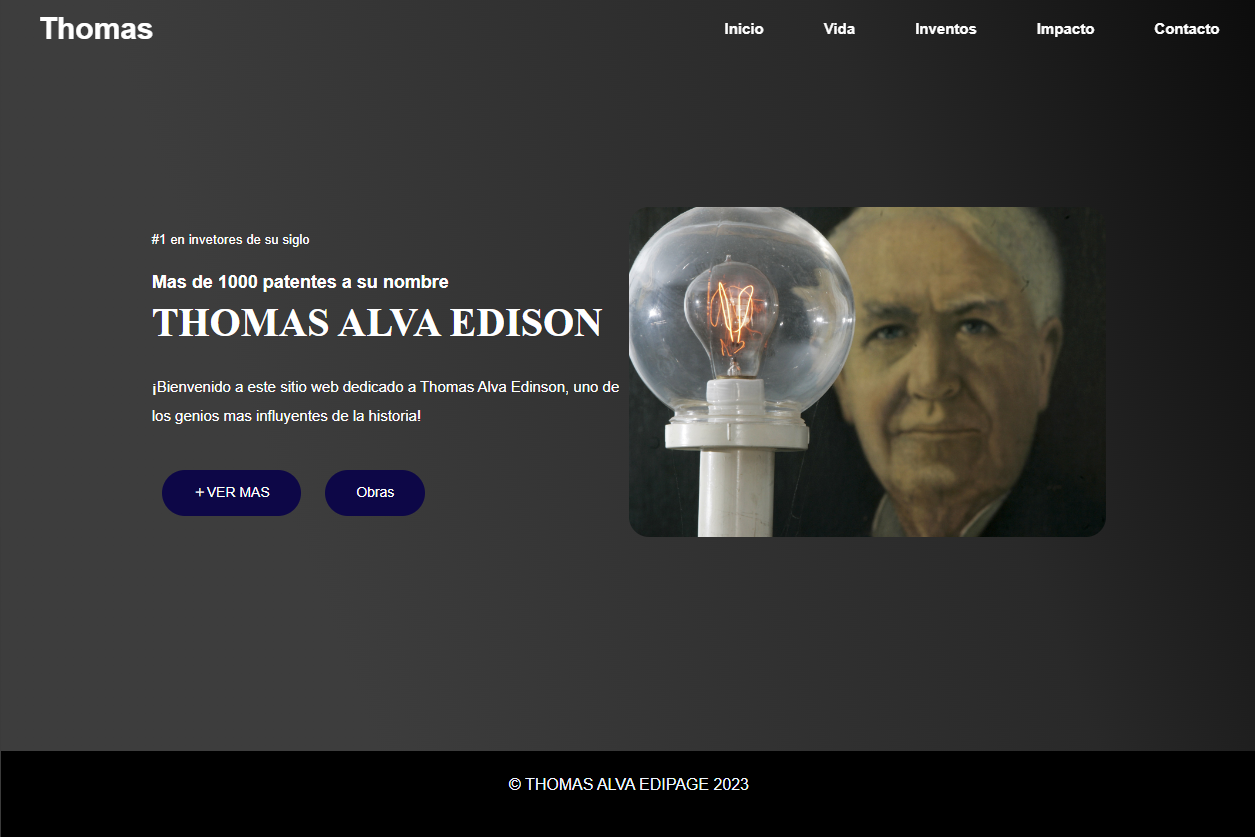 Thomas
Inicio Vida Inventos Impacto Contacto
#1 en invetores de su siglo
Mas de 1000 patentes a su nombre
THOMAS ALVA EDISON
¡Bienvenido a este sitio web dedicado a Thomas Alva Edinson, uno de
los genios mas influyentes de la historia!
+VER MAS Obras
© THOMAS ALVA EDIPAGE 2023